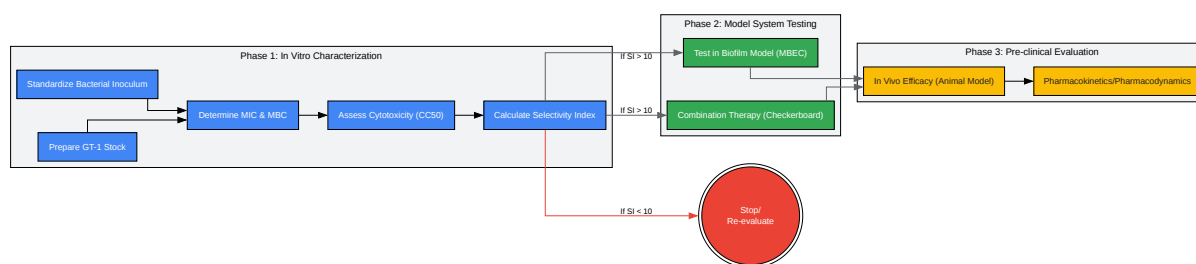 Phase 1: In Vitro Characterization
Standardize Bacterial Inoculum
Prepare GT-1 Stock
Determine MIC & MBC
Assess Cytotoxicity (CC50)
Calculate Selectivity Index
If SI > 10
If SI > 10
If SI < 10
Phase 2: Model System Testing
Test in Biofilm Model (MBEC)
Combination Therapy (Checkerboard)
Stop/
Re-evaluate
Phase 3: Pre-clinical Evaluation
In Vivo Efficacy (Animal Model)
Pharmacokinetics/Pharmacodynamics